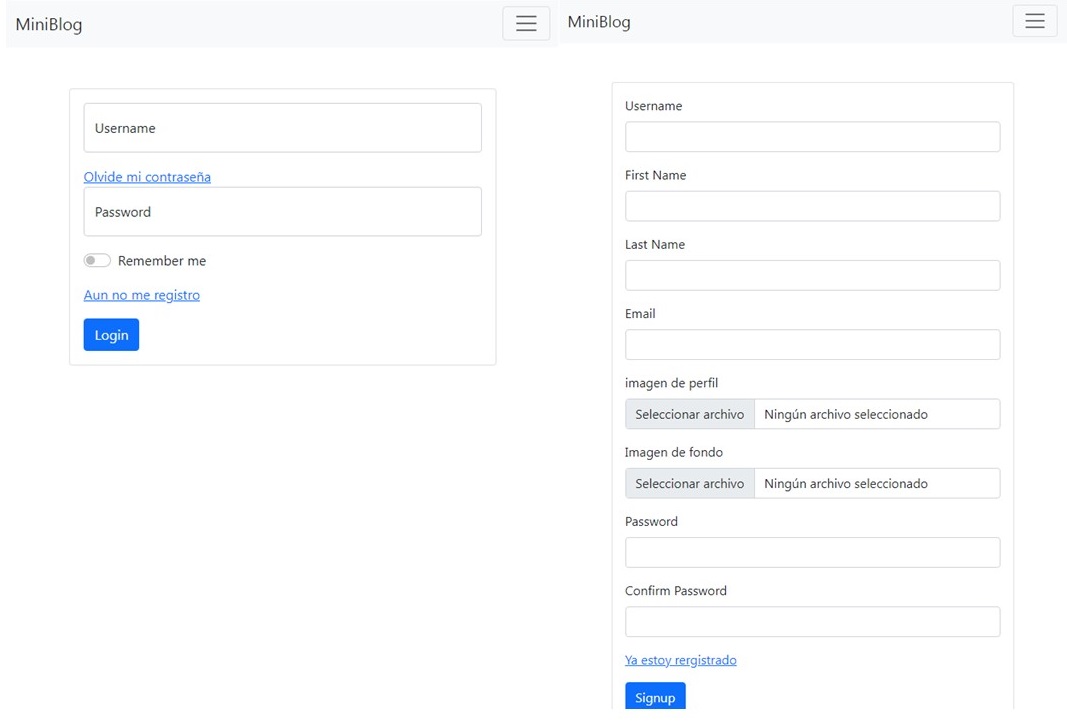 MiniBlog
Username
Olvide mi contraseña
Password
Remember me
Aun no me registro
Login
MiniBlog
Username
First Name
Last Name
Email
imagen de perfil
Seleccionar archivo Ningún archivo seleccionado
Imagen de fondo
Seleccionar archivo Ningún archivo seleccionado
Password
Confirm Password
Ya estoy rergistrado
Signup